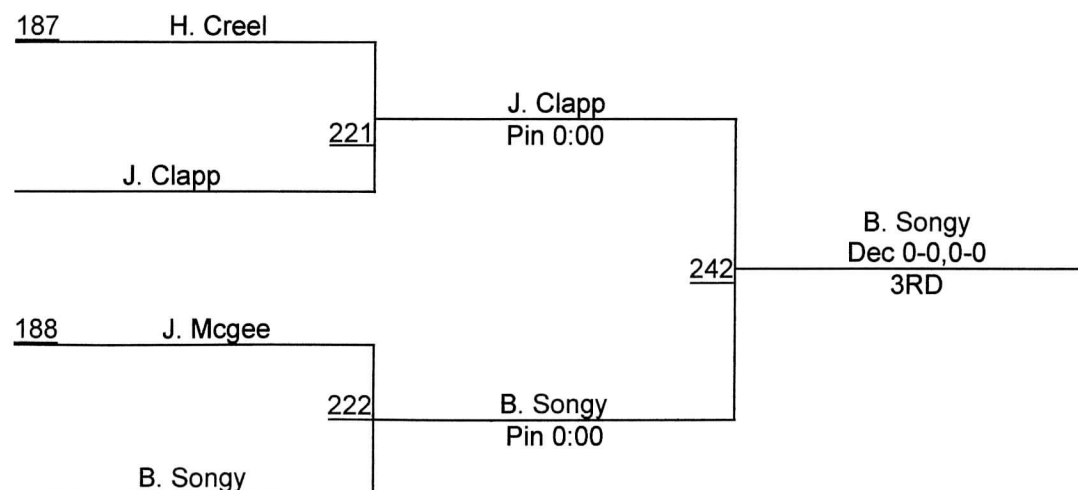 187 H. Creel
J. Clapp
Pin 0:00
221
J. Clapp
B. Songy
Dec 0-0,0-0
3RD
242
188 J. Mcgee
222
B. Songy
Pin 0:00
B. Songy